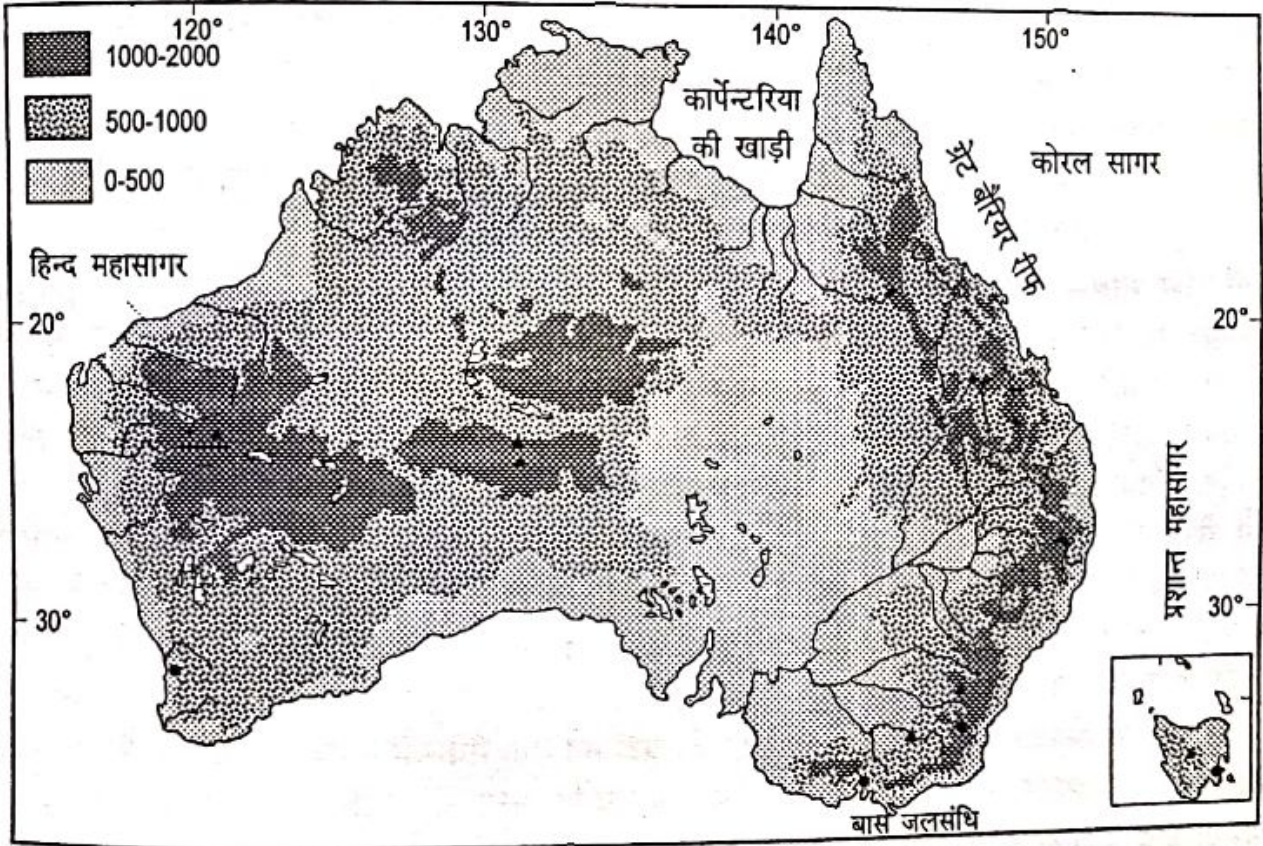 120°
130°
140°
150°
1000-2000
500-1000
0-500
कार्पेन्टरिया
की खाड़ी
ग्रेट बैरियर रीफ
कोरल सागर
हिन्द महासागर
20°
20°
प्रशान्त महासागर
30°
30°
बास जलसंधि